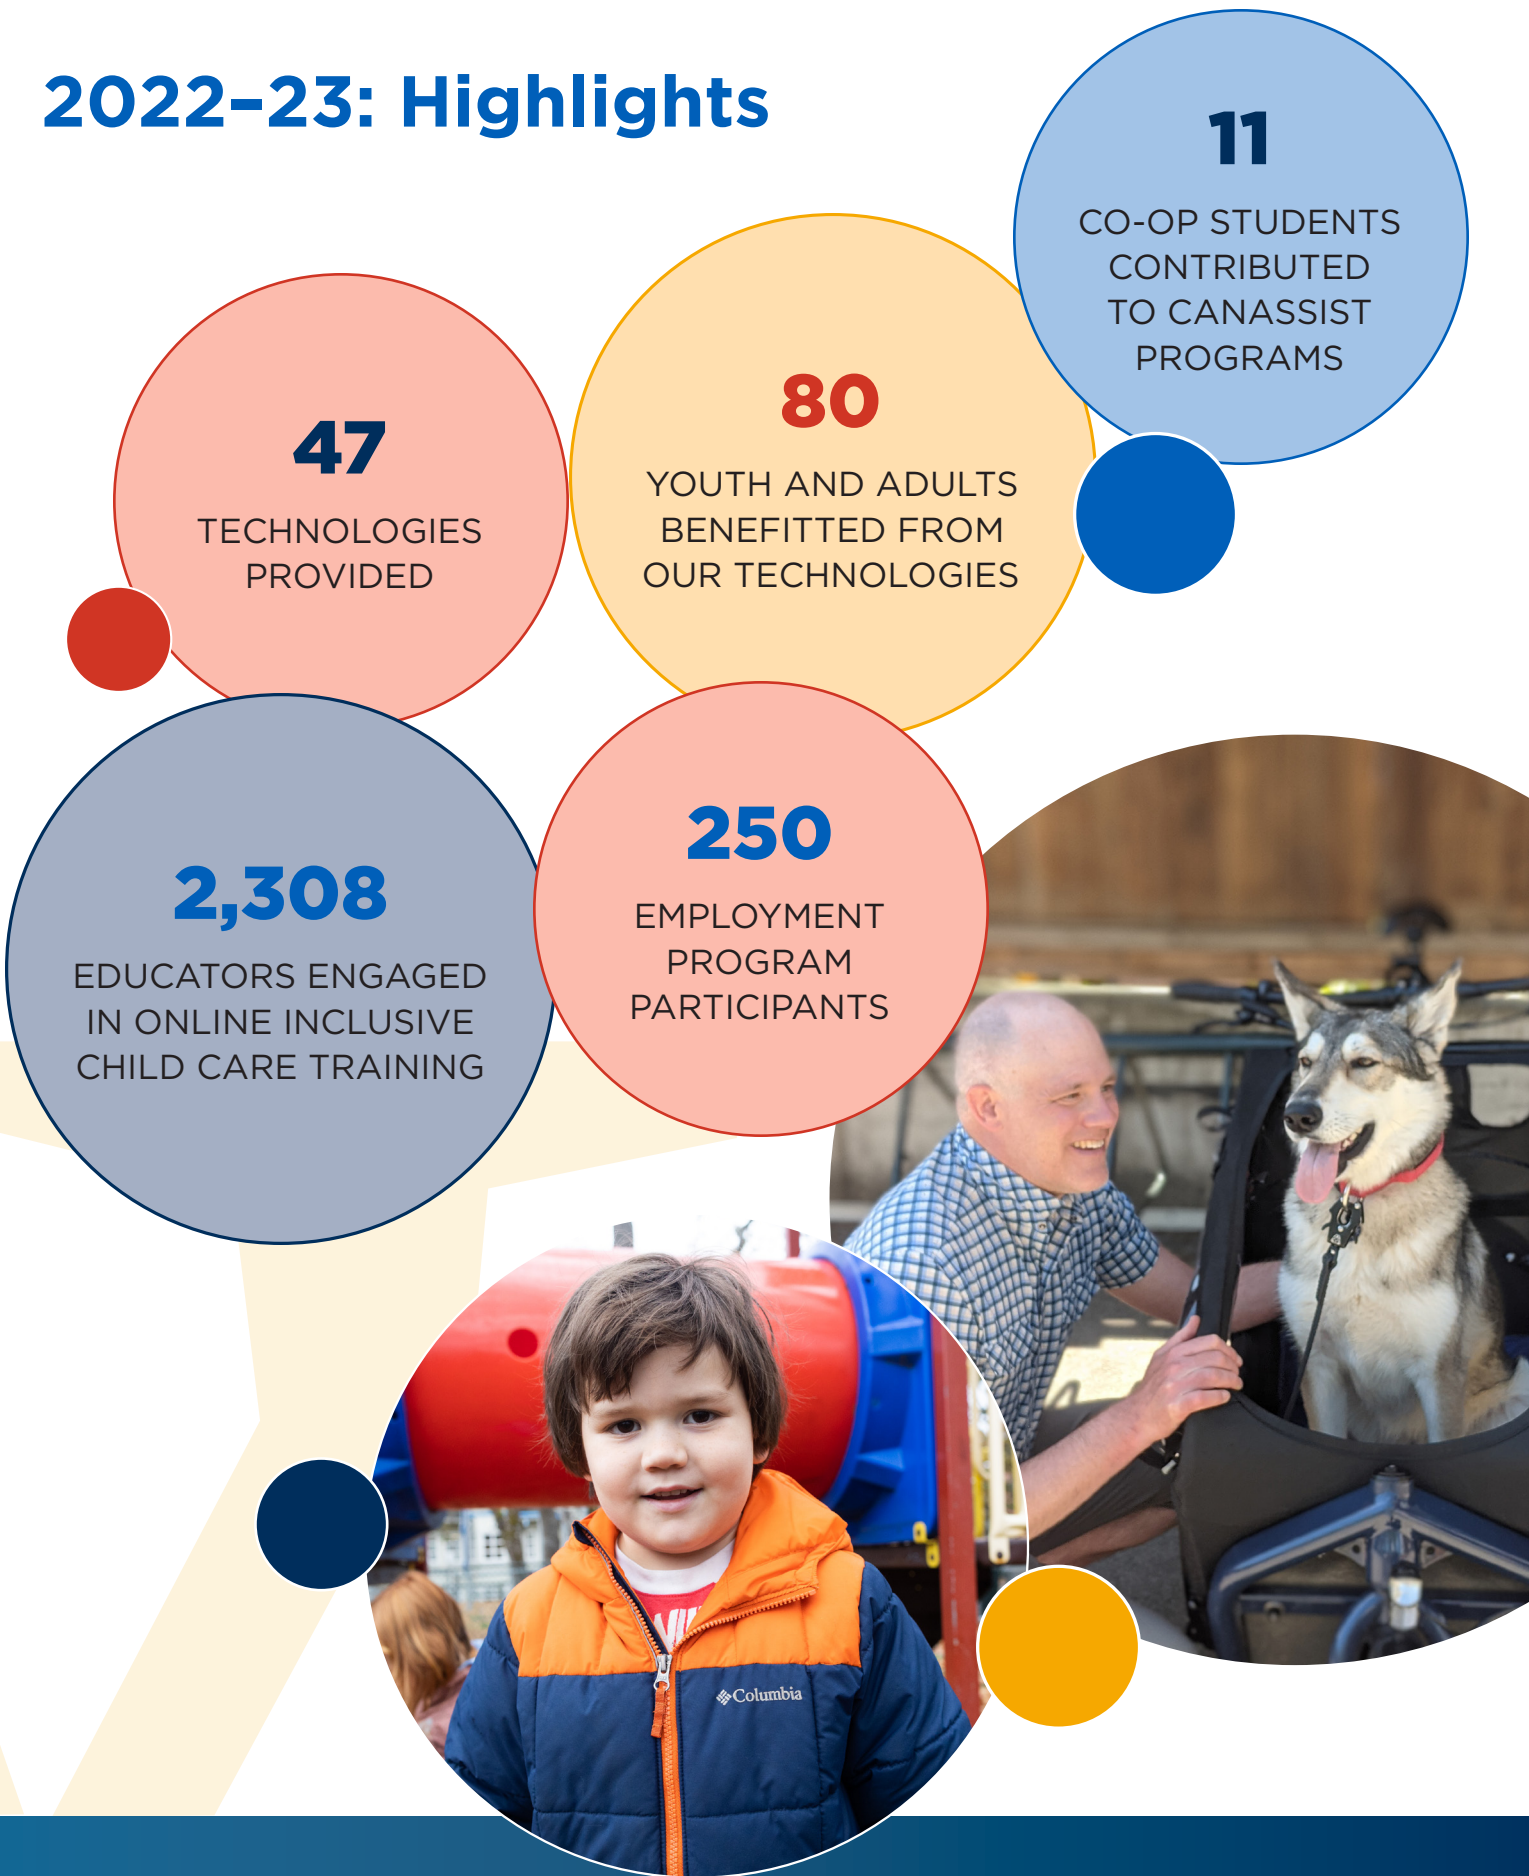 2022–23: Highlights
11
CO-OP STUDENTS
CONTRIBUTED
TO CANASSIST
PROGRAMS
47
TECHNOLOGIES
PROVIDED
80
YOUTH AND ADULTS
BENEFITTED FROM
OUR TECHNOLOGIES
2,308
EDUCATORS ENGAGED
IN ONLINE INCLUSIVE
CHILD CARE TRAINING
250
EMPLOYMENT
PROGRAM
PARTICIPANTS
Columbia